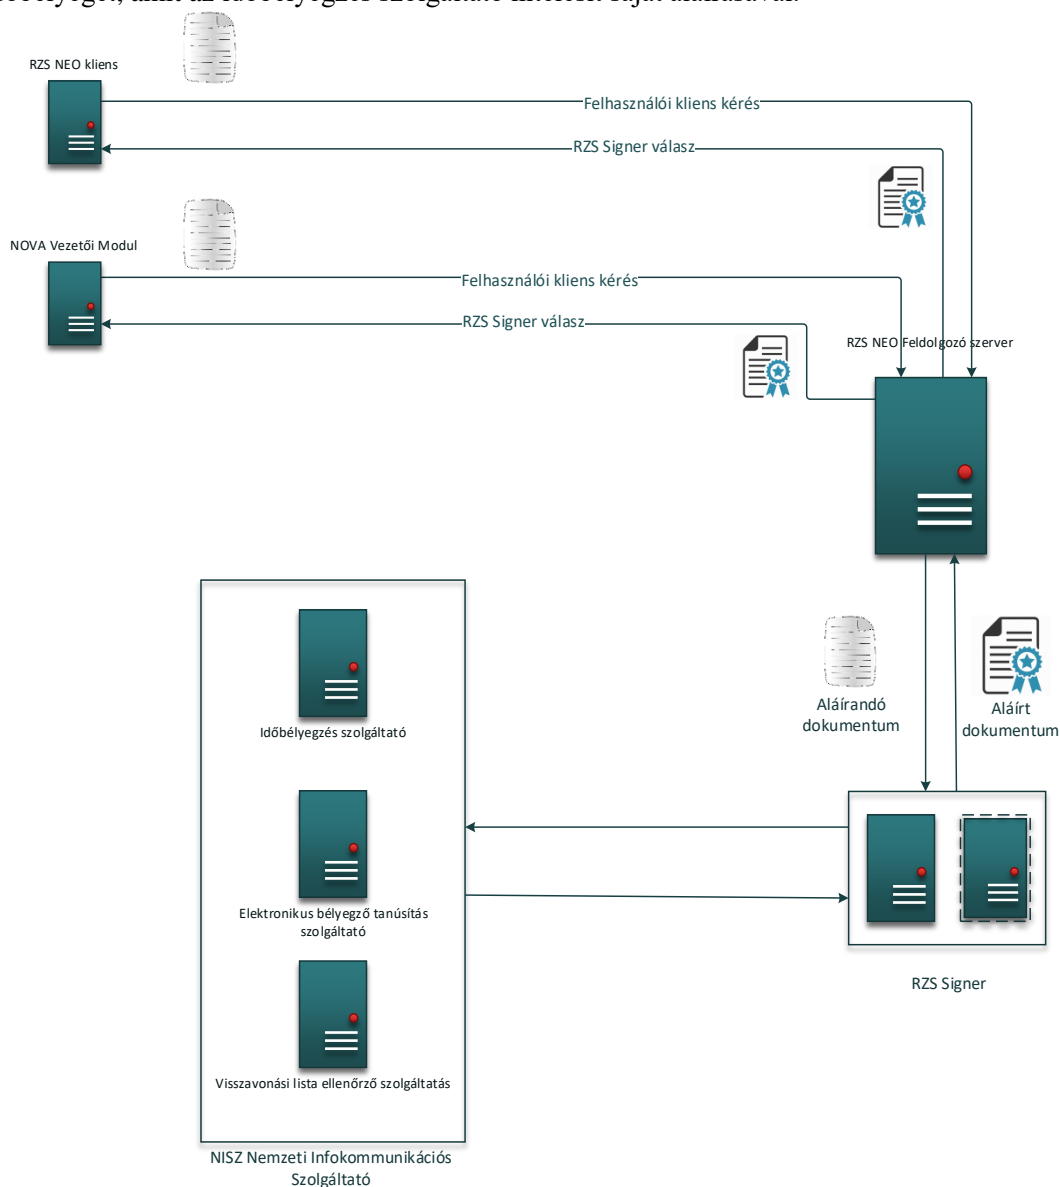 RZS NEO kliens
Felhasználói kliens kérés
RZS Signer válasz
NOVA Vezetői Modul
Felhasználói kliens kérés
RZS Signer válasz
RZS NEO Feldolgozó szerver
Aláírandó
dokumentum
Aláírt
dokumentum
Időbélyegzés szolgáltató
Elektronikus bélyegző tanúsítás
szolgáltató
Visszavonási lista ellenőrző szolgáltatás
RZS Signer
NISZ Nemzeti Infokommunikációs
Szolgáltató